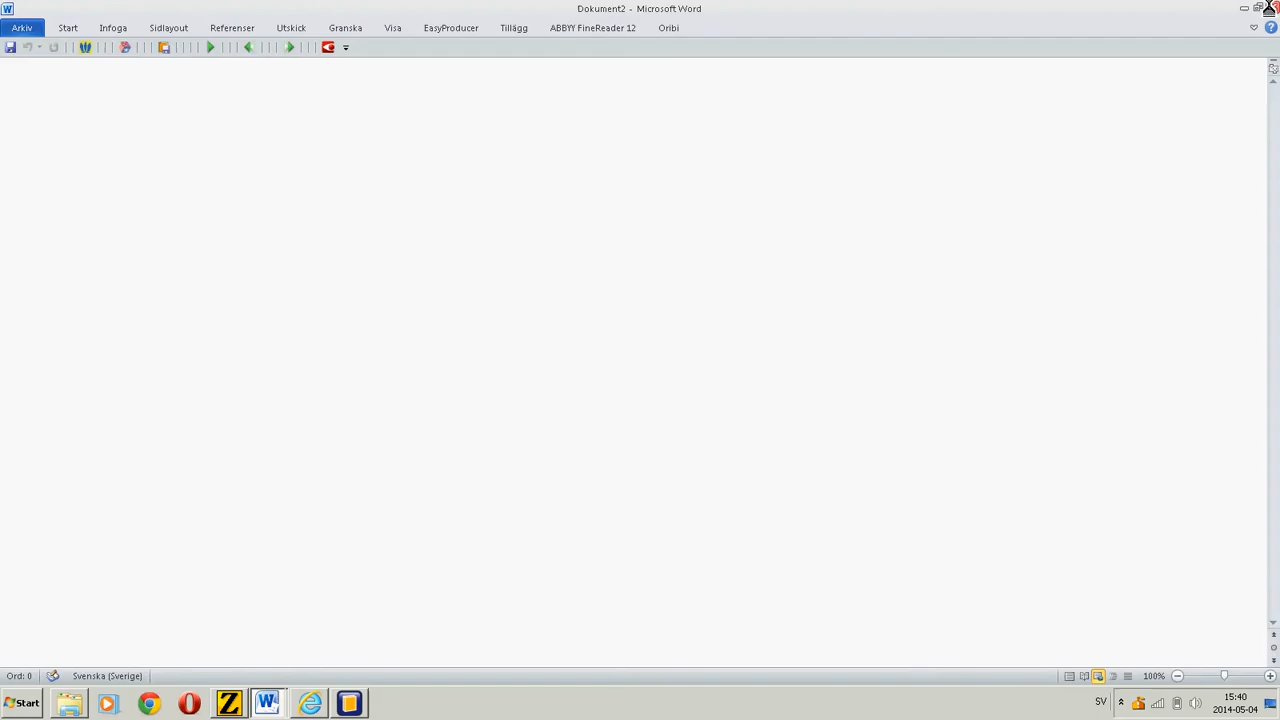 Dokument2 - Microsoft Word
Arkiv Start Infoga Sidlayout Referenser Utskick Granska Visa EasyProducer Tillägg ABBYY FineReader 12 Oribi
Ord: 0 Svenska (Sverige) 100%
Start SV 15:40
2014-05-04